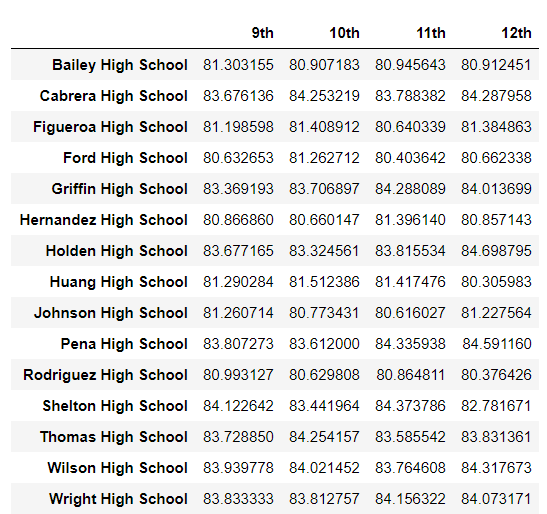 9th 10th 11th 12th
Bailey High School 81.303155 80.907183 80.945643 80.912451
Cabrera High School 83.676136 84.253219 83.788382 84.287958
Figueroa High School 81.198598 81.408912 80.640339 81.384863
Ford High School 80.632653 81.262712 80.403642 80.662338
Griffin High School 83.369193 83.706897 84.288089 84.013699
Hernandez High School 80.866860 80.660147 81.396140 80.857143
Holden High School 83.677165 83.324561 83.815534 84.698795
Huang High School 81.290284 81.512386 81.417476 80.305983
Johnson High School 81.260714 80.773431 80.616027 81.227564
Pena High School 83.807273 83.612000 84.335938 84.591160
Rodriguez High School 80.993127 80.629808 80.864811 80.376426
Shelton High School 84.122642 83.441964 84.373786 82.781671
Thomas High School 83.728850 84.254157 83.585542 83.831361
Wilson High School 83.939778 84.021452 83.764608 84.317673
Wright High School 83.833333 83.812757 84.156322 84.073171